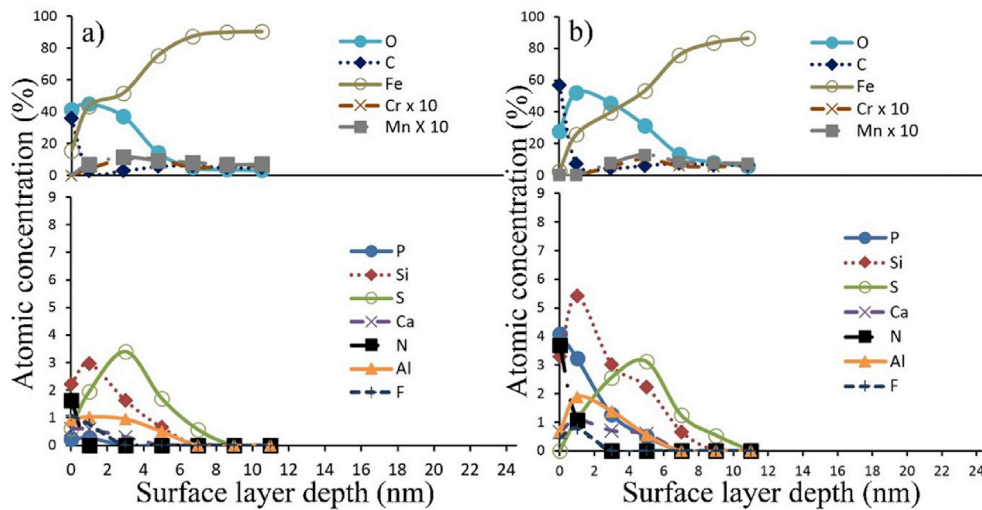 a)
Atomic concentration (%)
100
80
60
40
20
0
O
C
Fe
Cr x 10
Mn X 10
9
8
7
6
5
4
3
2
1
0
P
Si
S
Ca
N
Al
F
0 2 4 6 8 10 12 14 16 18 20 22 24
Surface layer depth (nm)
b)
Atomic concentration (%)
100
80
60
40
20
0
O
C
Fe
Cr x 10
Mn x 10
9
8
7
6
5
4
3
2
1
0
P
Si
S
Ca
N
Al
F
0 2 4 6 8 10 12 14 16 18 20 22 24
Surface layer depth (nm)